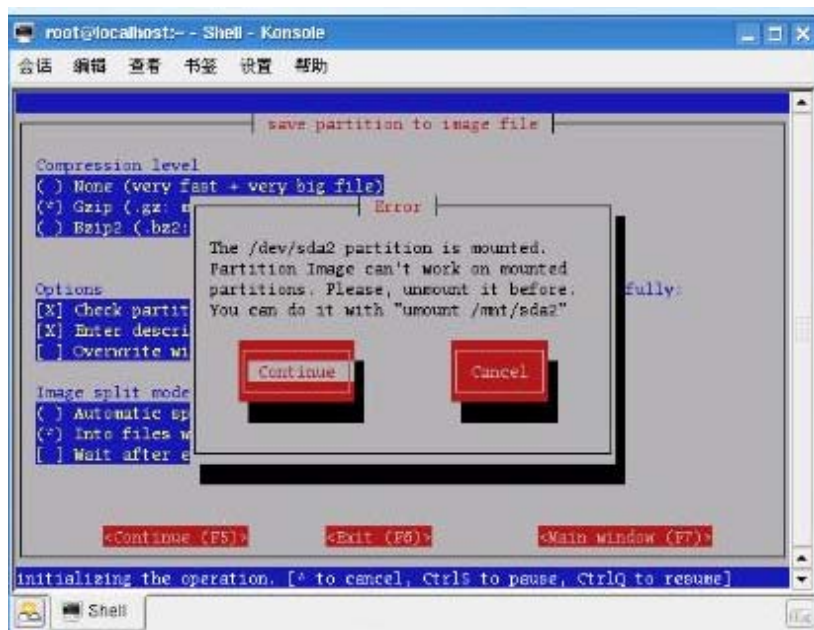 root@localhost:~ - Shell - Konsole
会话 编辑 查看 书签 设置 帮助
save partition to image file
Compression level
( ) None (very fast + very big file)
(*) Gzip (.gz:
( ) Bzip2 (.bz2:
Error
The /dev/sda2 partition is mounted.
Partition Image can't work on mounted
partitions. Please, unmount it before.
You can do it with "umount /mnt/sda2"
Continue
Cancel
Options
fully:
[X] Check partit
[X] Enter descri
[ ] Overwrite wi
Image split mode
( ) Automatic sp
(*) Into files w
[ ] Wait after e
<Continue (F5)>
<Exit (F6)>
<Main window (F7)>
initializing the operation. [^ to cancel, CtrlS to pause, CtrlQ to resume]
Shell